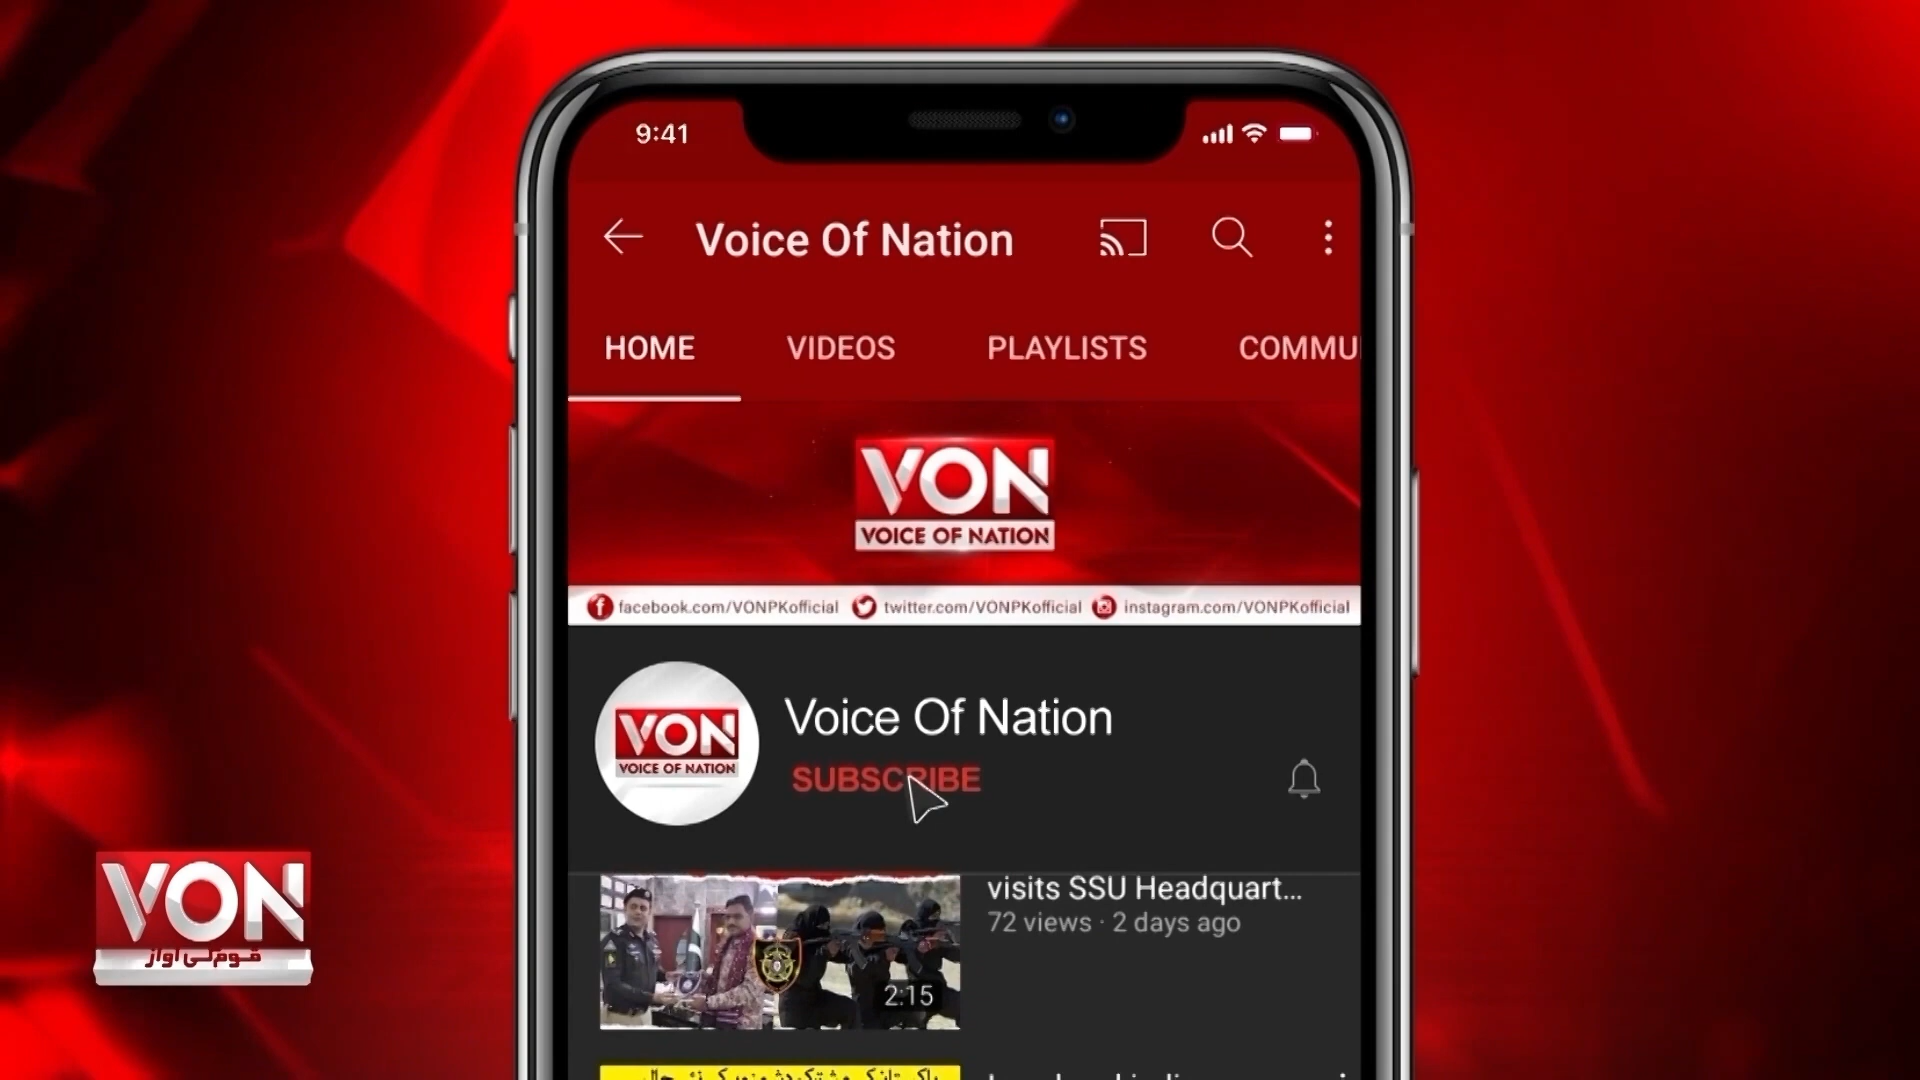 9:41
Voice Of Nation
HOME VIDEOS PLAYLISTS COMMU
VON
VOICE OF NATION
facebook.com/VONPKofficial twitter.com/VONPKofficial instagram.com/VONPKofficial
VON
VOICE OF NATION
Voice Of Nation
SUBSCRIBE
visits SSU Headquart...
72 views · 2 days ago
2:15
VON
قوم کی آواز